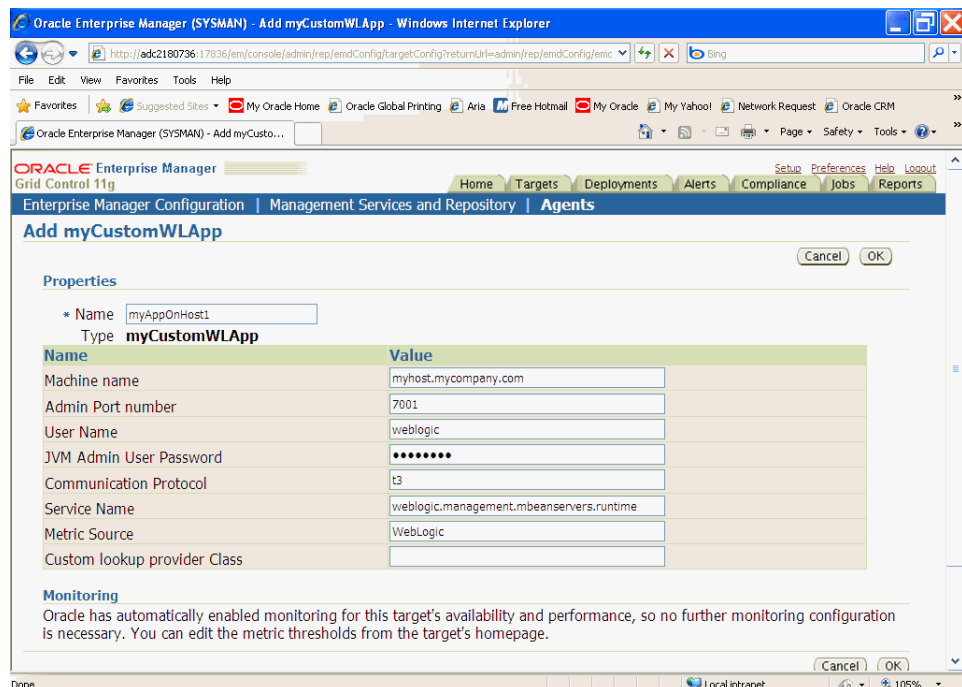 Oracle Enterprise Manager (SYSMAN) - Add myCustomWLApp - Windows Internet Explorer
http://adc2180736:17836/em/console/admin/rep/emdConfig/targetConfig?returnUrl=admin/rep/emdConfig/emc
Bing
File Edit View Favorites Tools Help
Favorites Suggested Sites My Oracle Home Oracle Global Printing Aria Free Hotmail My Oracle My Yahoo! Network Request Oracle CRM »
Oracle Enterprise Manager (SYSMAN) - Add myCusto... Page Safety Tools »
ORACLE Enterprise Manager
Setup Preferences Help Logout
Grid Control 11g Home Targets Deployments Alerts Compliance Jobs Reports
Enterprise Manager Configuration | Management Services and Repository | Agents
Add myCustomWLApp
Cancel OK
Properties
* Name myAppOnHost1
Type myCustomWLApp
Name Value
Machine name myhost.mycompany.com
Admin Port number 7001
User Name weblogic
JVM Admin User Password ••••••••
Communication Protocol t3
Service Name weblogic.management.mbeanservers.runtime
Metric Source WebLogic
Custom lookup provider Class
Monitoring
Oracle has automatically enabled monitoring for this target's availability and performance, so no further monitoring configuration
is necessary. You can edit the metric thresholds from the target's homepage.
Cancel OK
Done Local intranet 105%